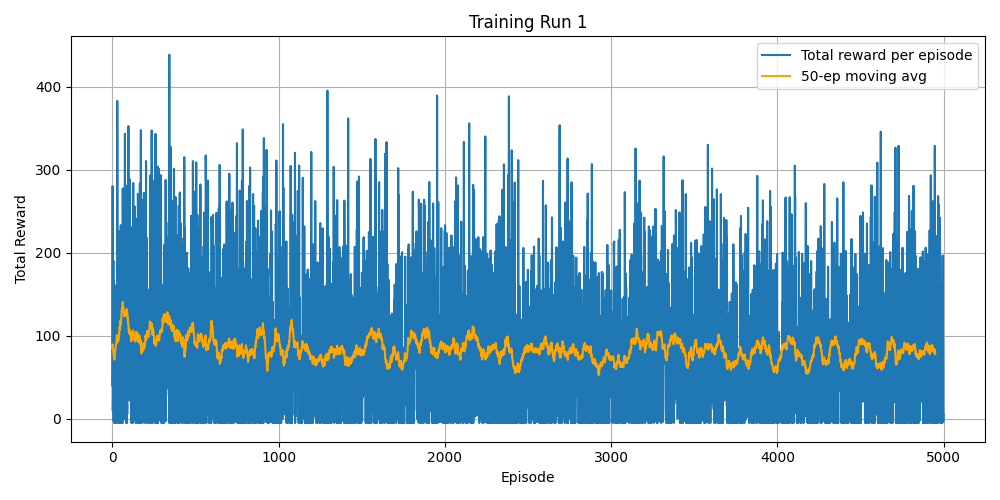 Training Run 1
Total reward per episode
50-ep moving avg
Total Reward
400
300
200
100
0
0 1000 2000 3000 4000 5000
Episode